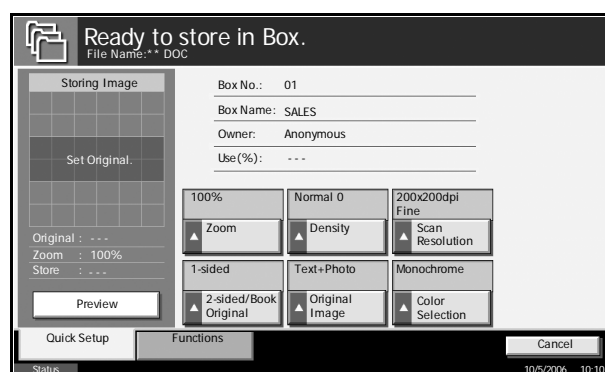 Ready to store in Box.
File Name:** DOC
Storing Image
Set Original.
Original : ---
Zoom : 100%
Store : ---
Preview
Box No.: 01
Box Name: SALES
Owner: Anonymous
Use(%): ---
100%
Zoom
Normal 0
Density
200x200dpi
Fine
Scan
Resolution
1-sided
2-sided/Book
Original
Text+Photo
Original
Image
Monochrome
Color
Selection
Quick Setup
Functions
Cancel
Status
10/5/2006 10:10